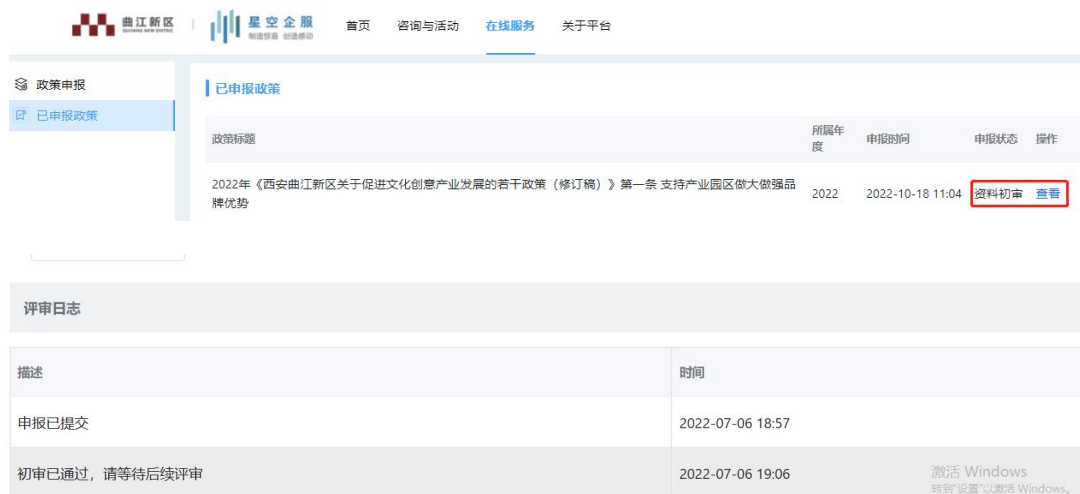 曲江新区
QUJIANG NEW DISTRIC
星空企服
制造惊喜 创造感动
首页 咨询与活动 在线服务 关于平台
政策申报
已申报政策
已申报政策
政策标题 所属年度 申报时间 申报状态 操作
2022年《西安曲江新区关于促进文化创意产业发展的若干政策（修订稿）》第一条 支持产业园区做大做强品
牌优势
2022 2022-10-18 11:04 资料初审 查看
评审日志
描述 时间
申报已提交 2022-07-06 18:57
初审已通过，请等待后续评审 2022-07-06 19:06
激活 Windows
转到"设置"以激活 Windows。